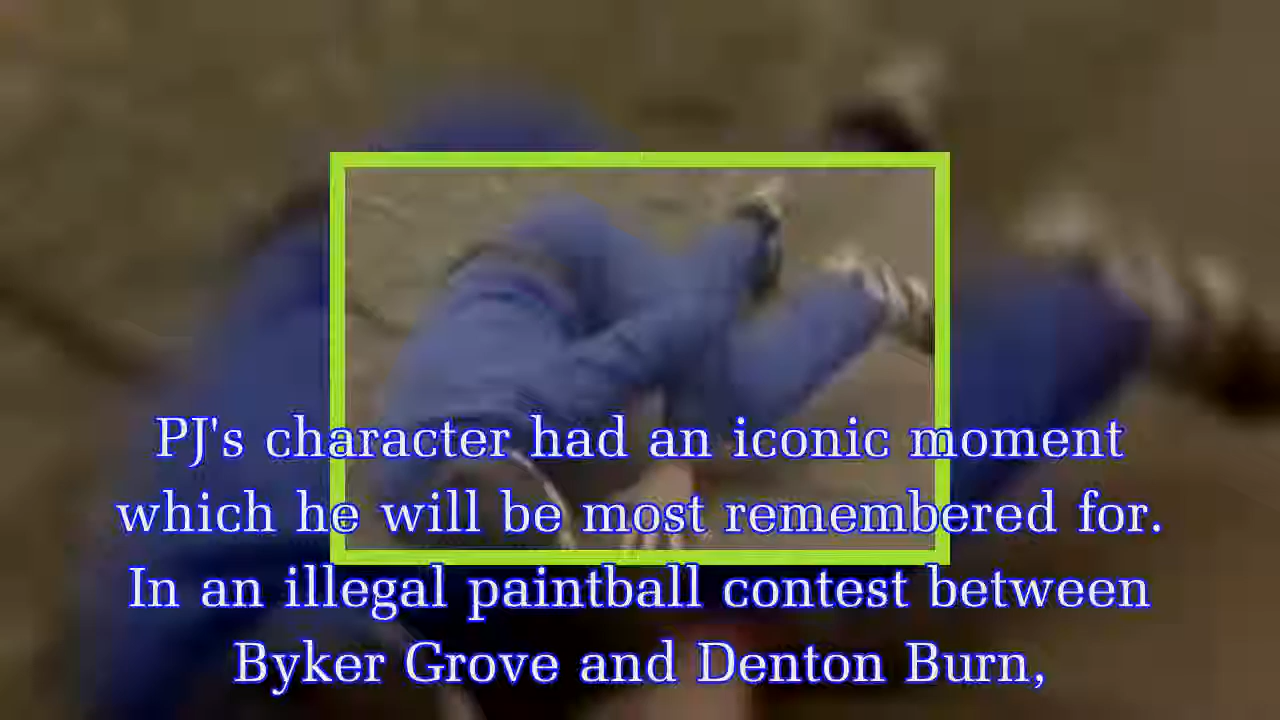 PJ's character had an iconic moment
which he will be most remembered for.
In an illegal paintball contest between
Byker Grove and Denton Burn,